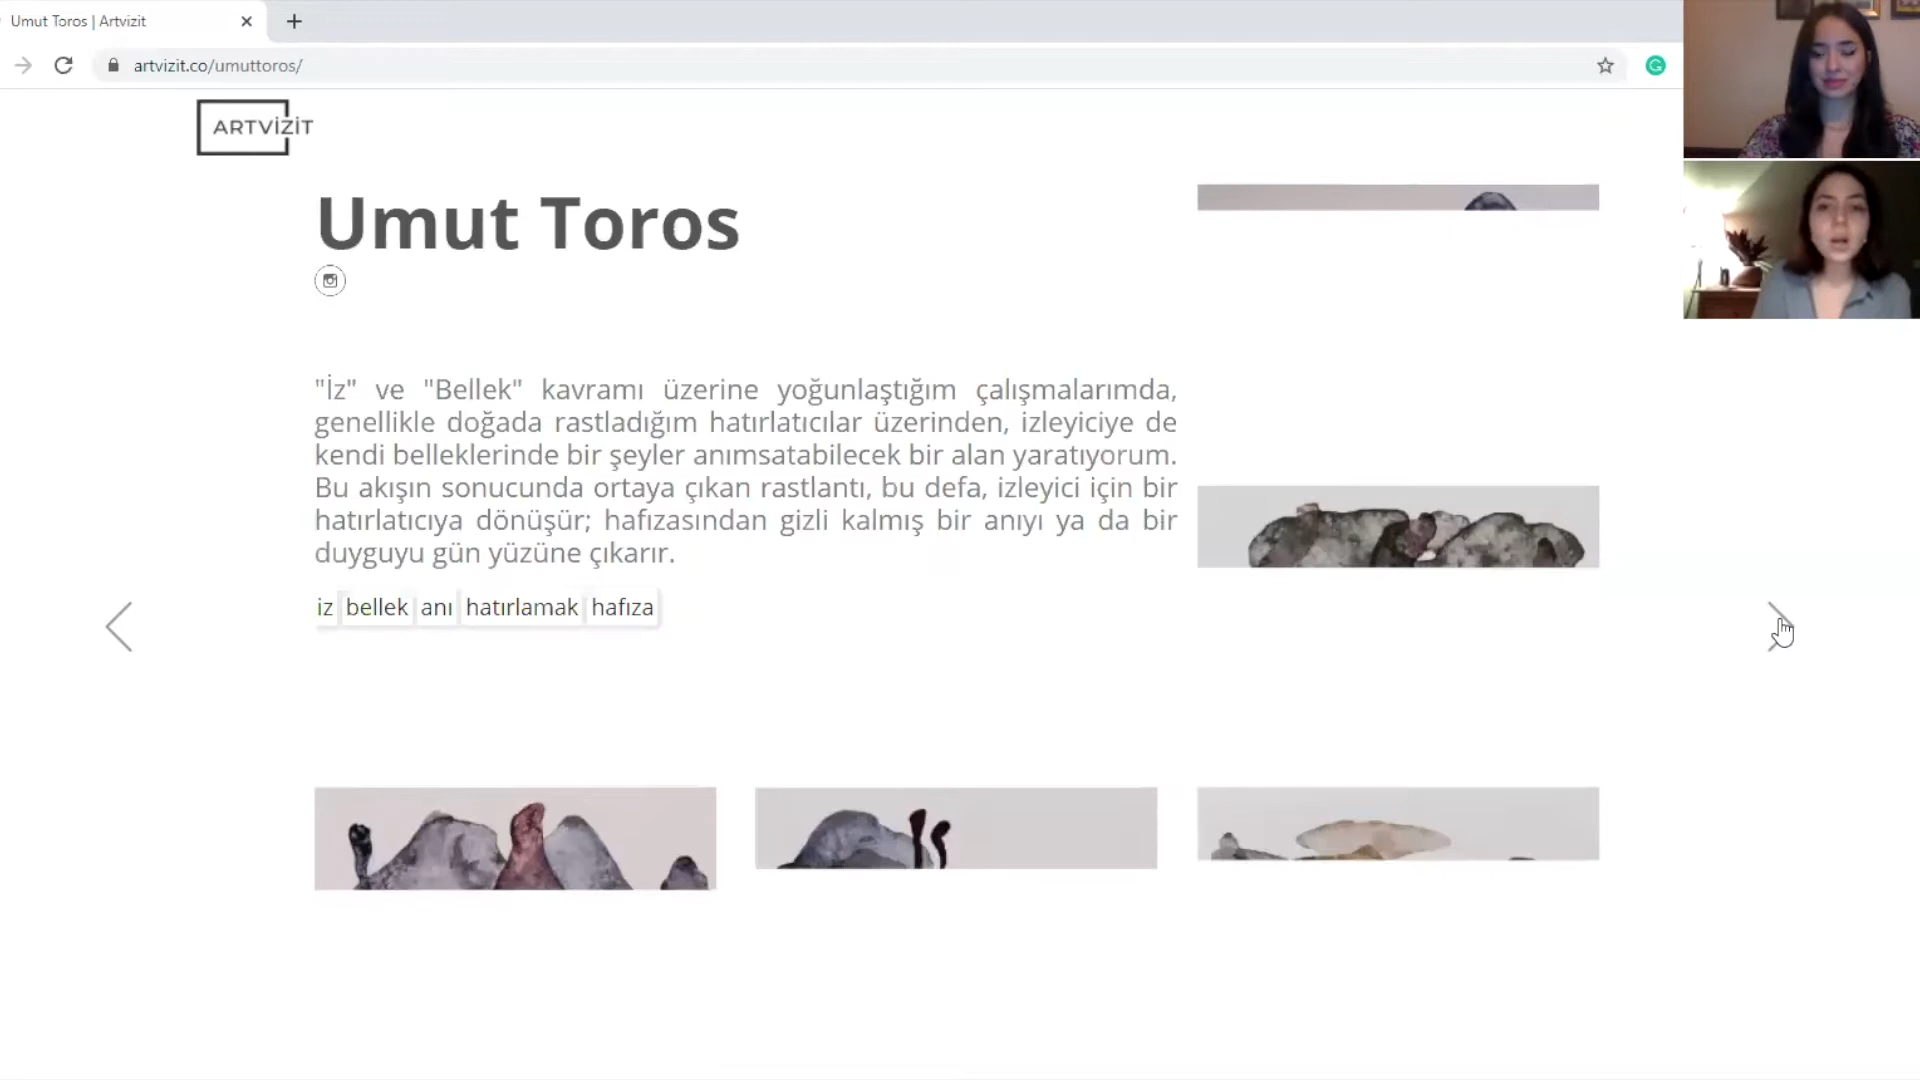 Umut Toros | Artvizit
artvizit.co/umuttoros/
ARTVİZİT
Umut Toros
"İz" ve "Bellek" kavramı üzerine yoğunlaştığım çalışmalarımda,
genellikle doğada rastladığım hatırlatıcılar üzerinden, izleyiciye de
kendi belleklerinde bir şeyler anımsatabilecek bir alan yaratıyorum.
Bu akışın sonucunda ortaya çıkan rastlantı, bu defa, izleyici için bir
hatırlatıcıya dönüşür; hafızasından gizli kalmış bir anıyı ya da bir
duyguyu gün yüzüne çıkarır.
iz bellek anı hatırlamak hafıza